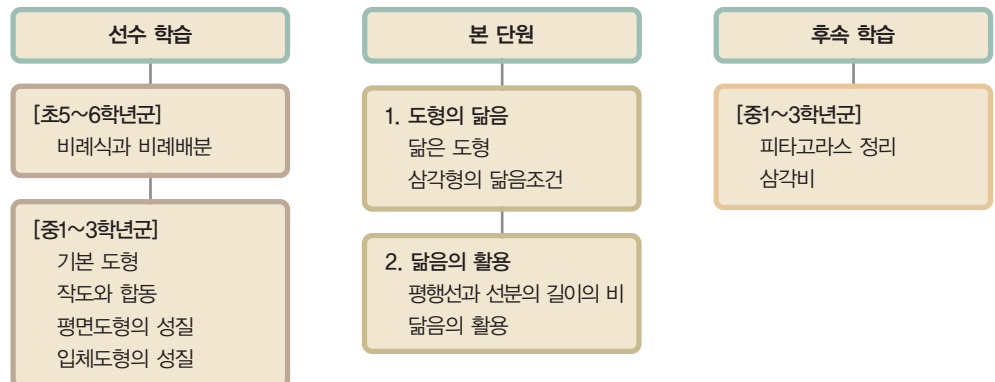 선수 학습
[초5~6학년군]
비례식과 비례배분
[중1~3학년군]
기본 도형
작도와 합동
평면도형의 성질
입체도형의 성질
본 단원
1. 도형의 닮음
닮은 도형
삼각형의 닮음조건
2. 닮음의 활용
평행선과 선분의 길이의 비
닮음의 활용
후속 학습
[중1~3학년군]
피타고라스 정리
삼각비